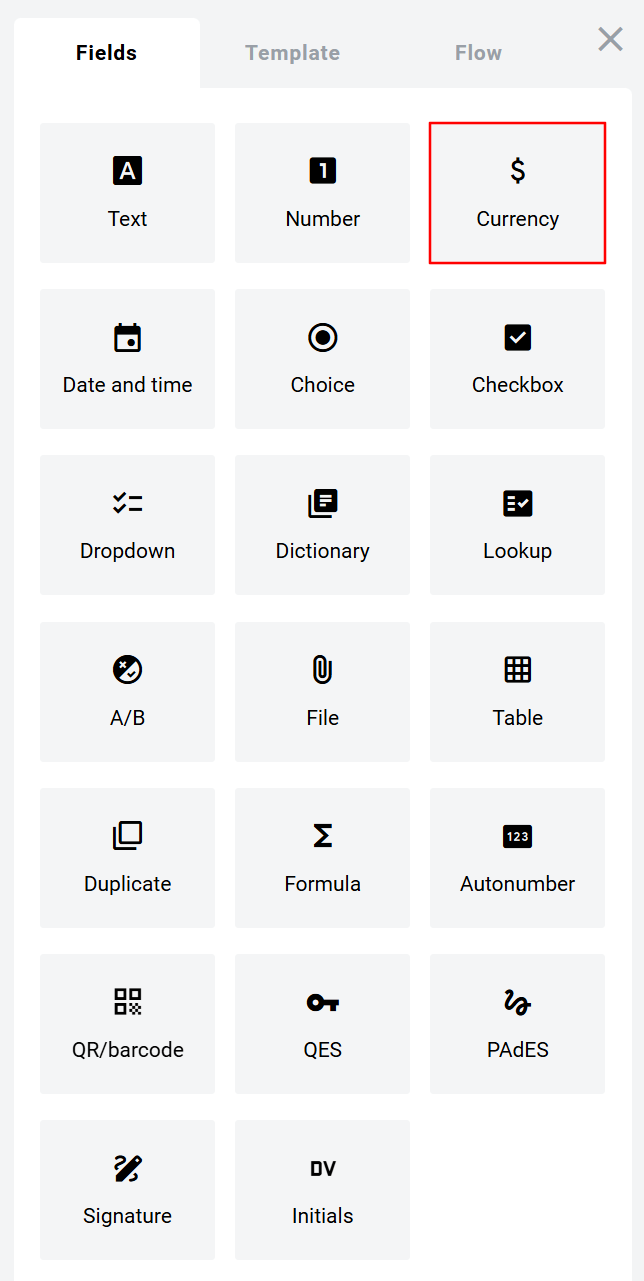 Fields Template Flow
A 1 $
Text Number Currency
Date and time Choice Checkbox
Dropdown Dictionary Lookup
A/B File Table
Σ 123
Duplicate Formula Autonumber
QR/barcode QES PAdES
DV
Signature Initials